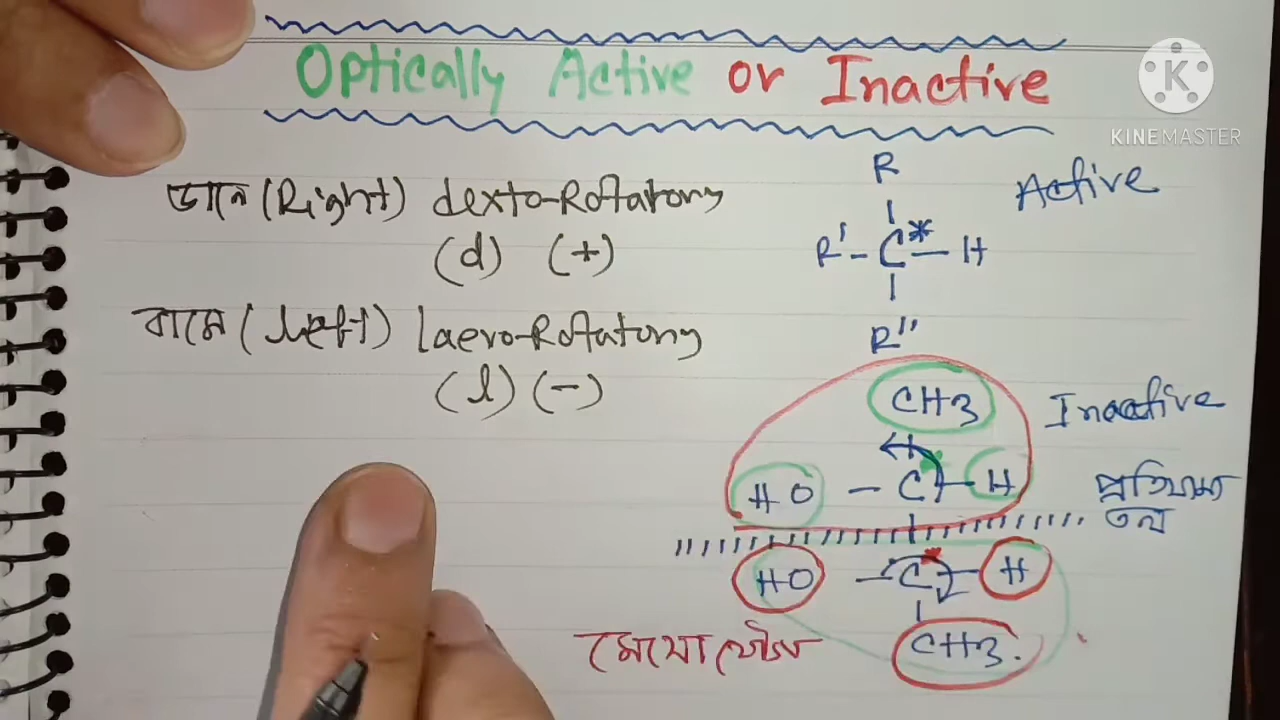 Optically Active or Inactive
K
KINEMASTER
ডানে (Right) dexto-Rotatory
(d) (+)
বামে (Left) laevo-Rotatory
(l) (-)
R
Active
R' - C* - H
R"
CH3
Inactive
HO - C - H
প্রতিসাম্য
তল
HO - C - H
CH3.